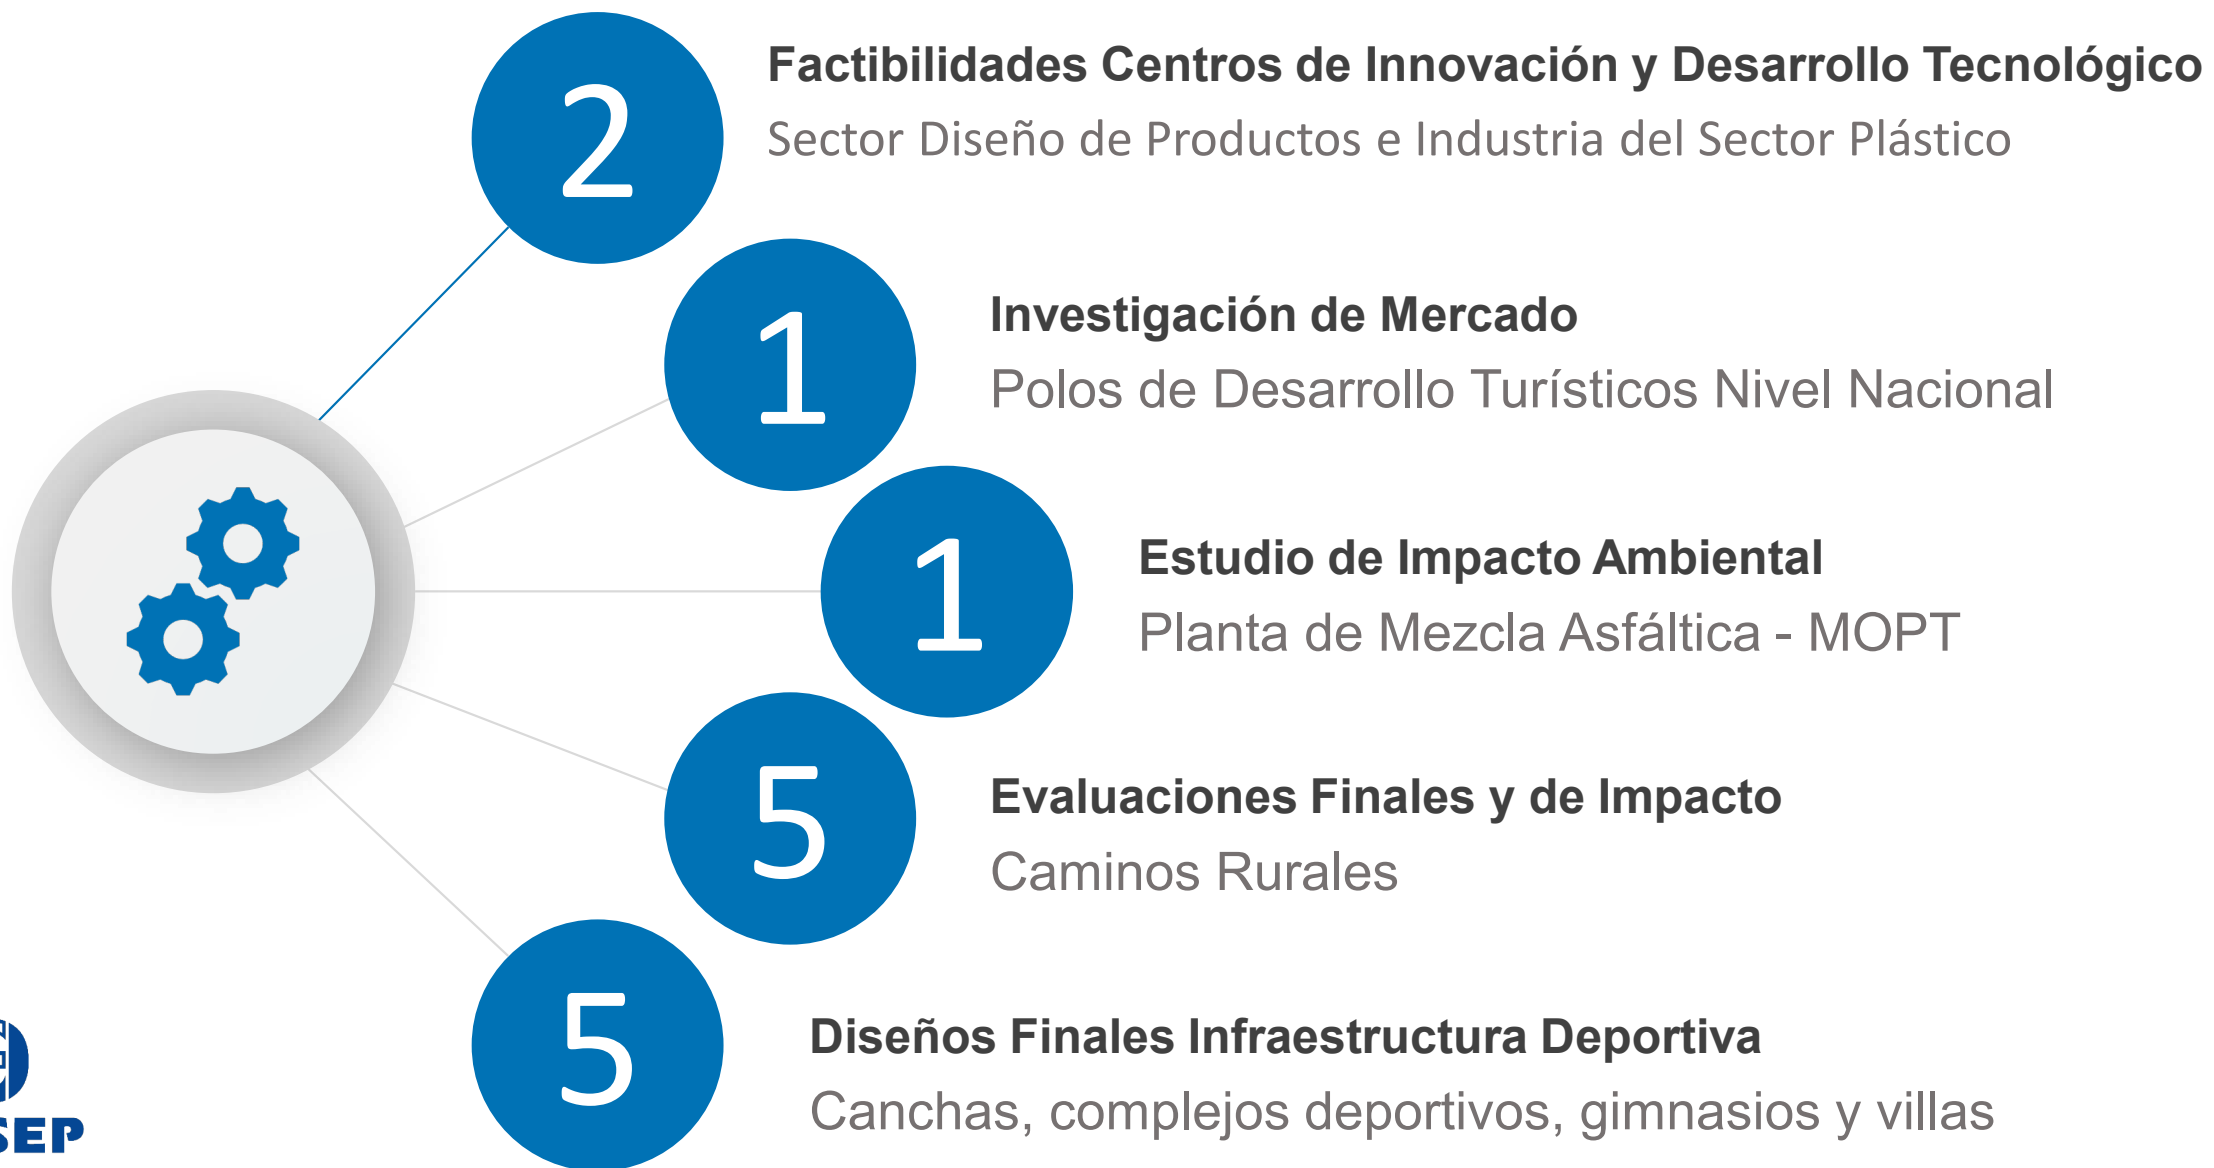 2
Factibilidades Centros de Innovación y Desarrollo Tecnológico
Sector Diseño de Productos e Industria del Sector Plástico
1
Investigación de Mercado
Polos de Desarrollo Turísticos Nivel Nacional
1
Estudio de Impacto Ambiental
Planta de Mezcla Asfáltica - MOPT
5
Evaluaciones Finales y de Impacto
Caminos Rurales
5
Diseños Finales Infraestructura Deportiva
Canchas, complejos deportivos, gimnasios y villas